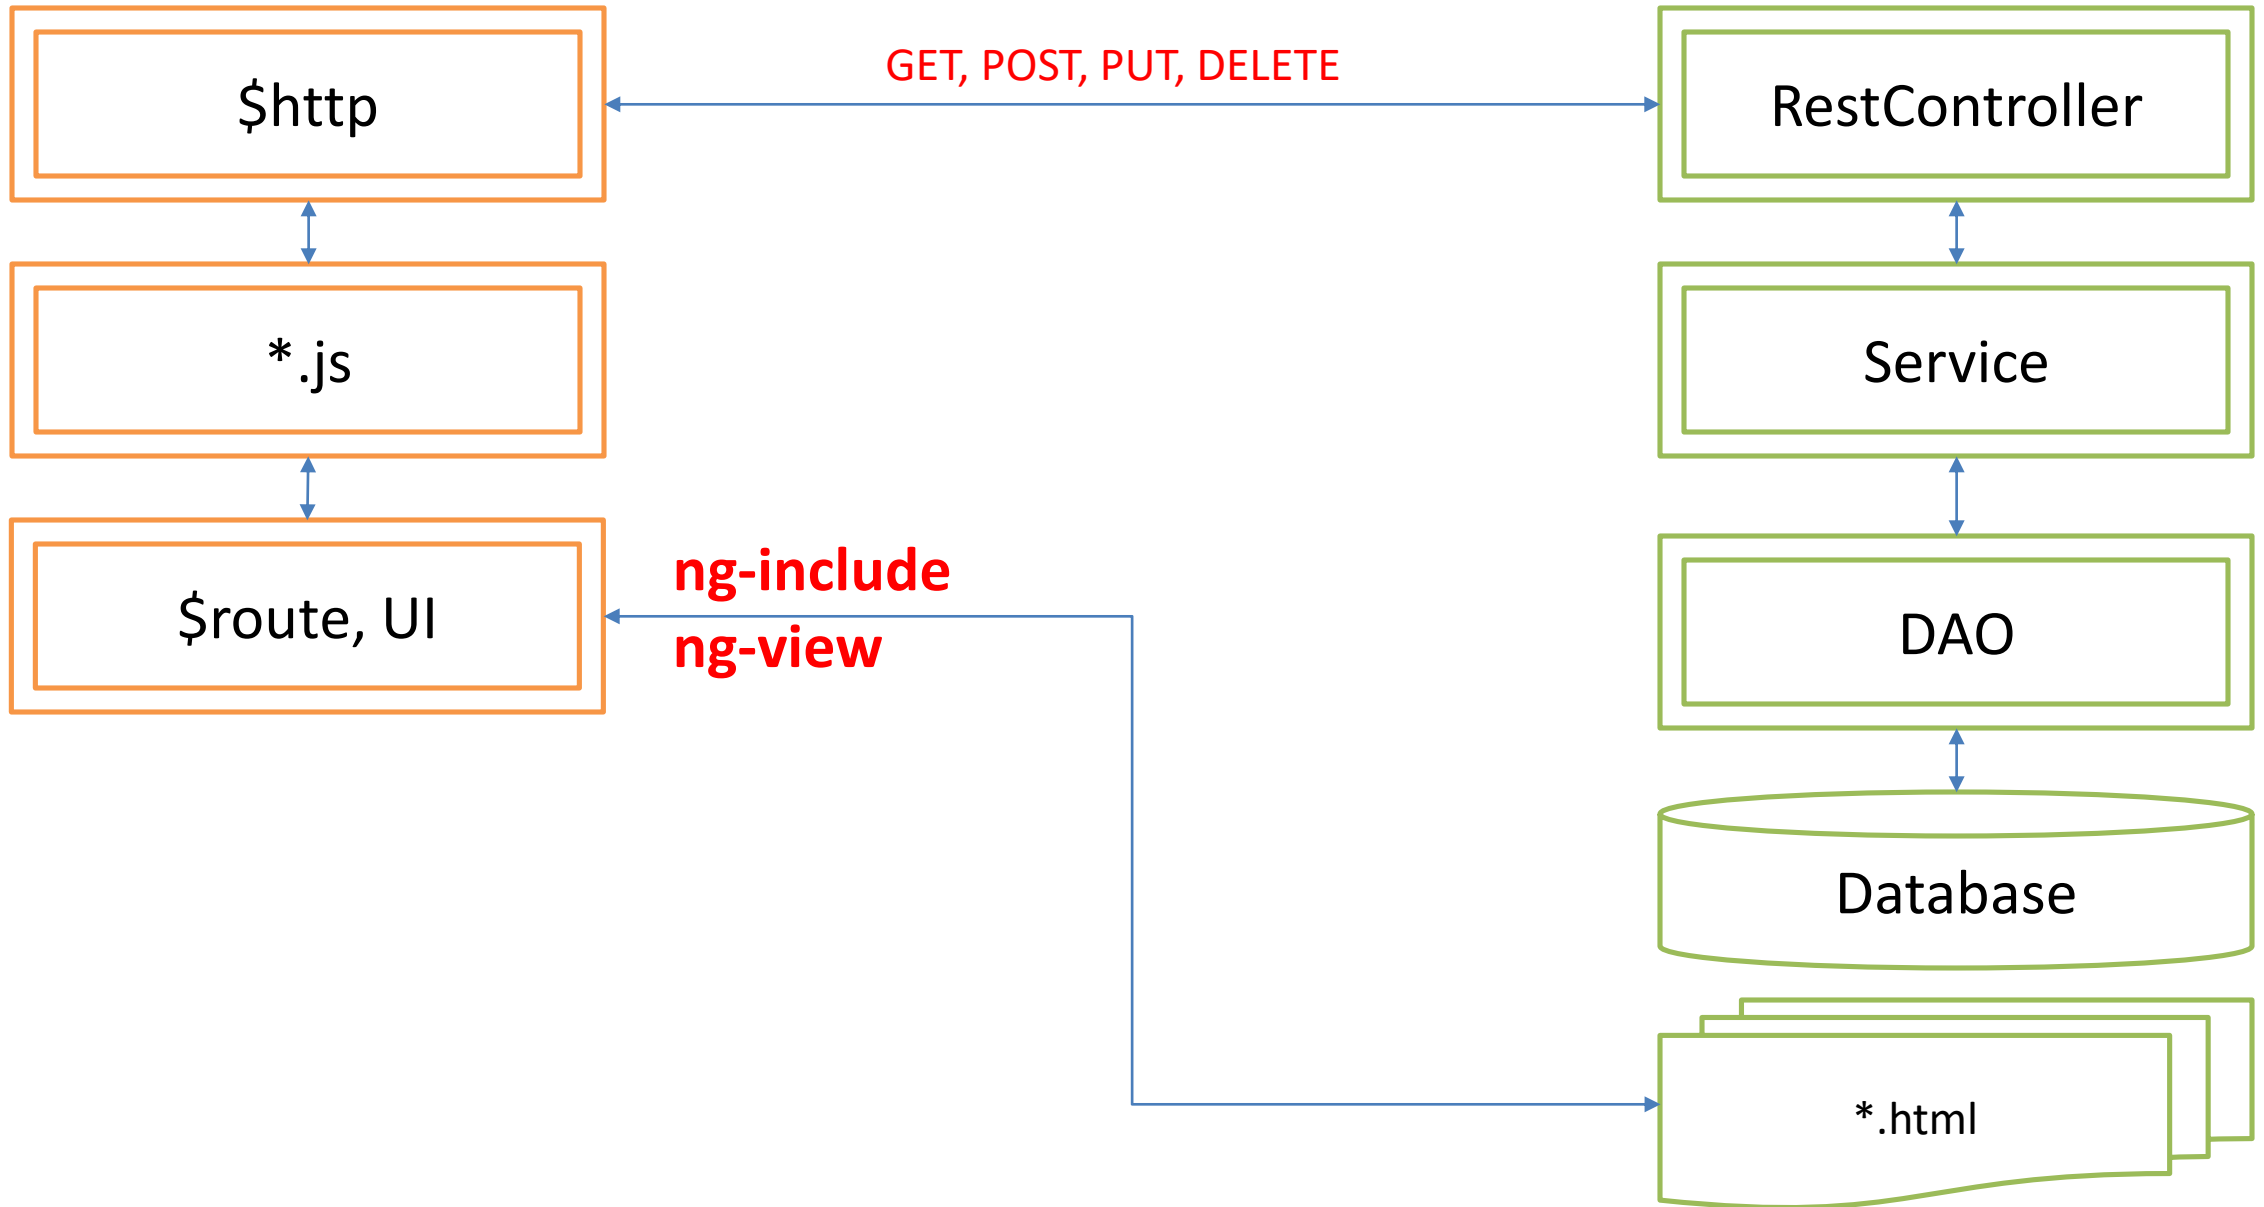 $http
GET, POST, PUT, DELETE
RestController
*.js
Service
$route, UI
ng-include
ng-view
DAO
Database
*.html